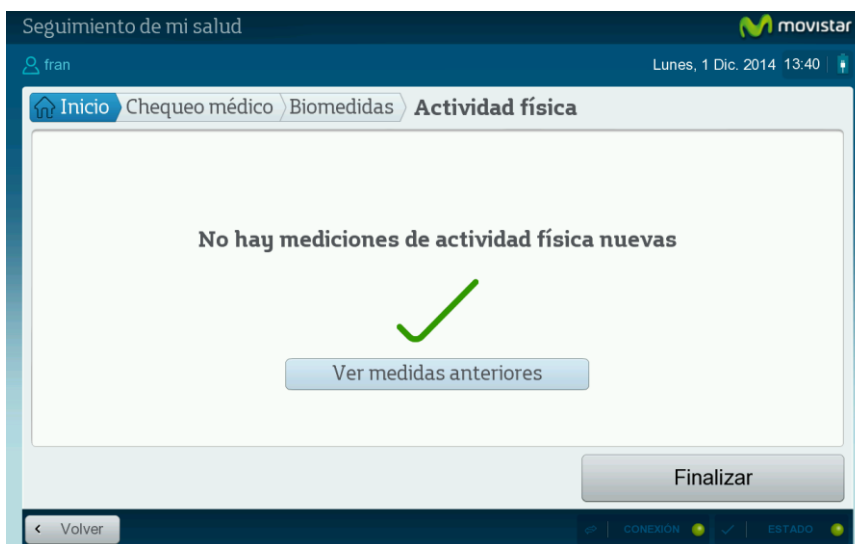 Seguimiento de mi salud
movistar
fran
Lunes, 1 Dic. 2014 13:40
Inicio Chequeo médico Biomedidas Actividad física
No hay mediciones de actividad física nuevas
Ver medidas anteriores
Finalizar
Volver
CONEXIÓN
ESTADO